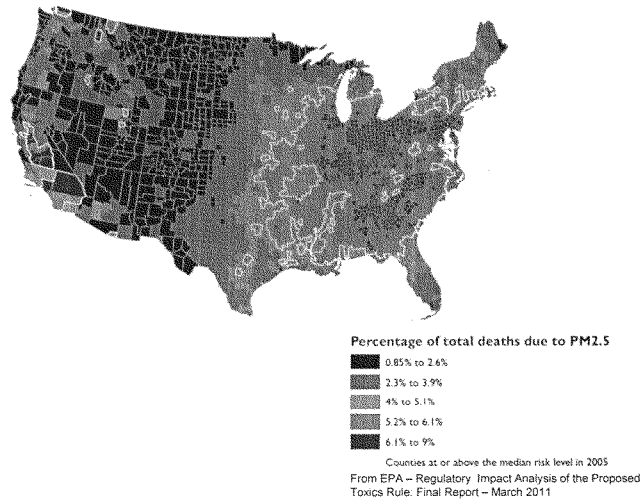 Percentage of total deaths due to PM2.5
0.85% to 2.6%
2.3% to 3.9%
4% to 5.1%
5.2% to 6.1%
6.1% to 9%
Counties at or above the median risk level in 2005
From EPA – Regulatory Impact Analysis of the Proposed
Toxics Rule: Final Report – March 2011